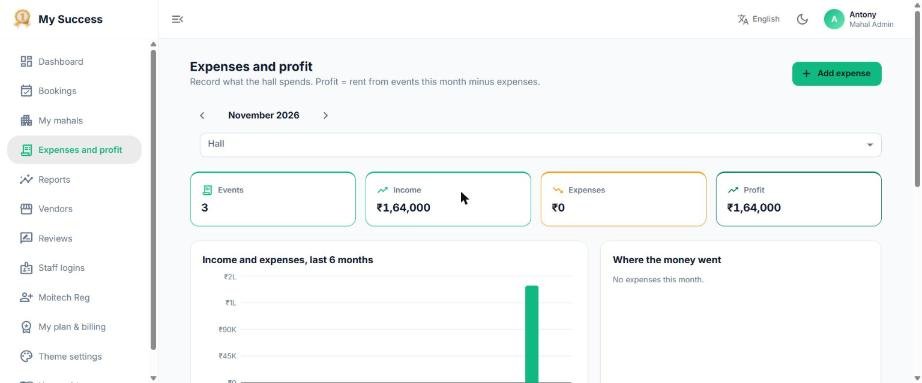 My Success
English
Antony
Mahal Admin
Dashboard
Bookings
My mahals
Expenses and profit
Reports
Vendors
Reviews
Staff logins
Moitech Reg
My plan & billing
Theme settings
Expenses and profit
Record what the hall spends. Profit = rent from events this month minus expenses.
Add expense
November 2026
Hall
Events
3
Income
₹1,64,000
Expenses
₹0
Profit
₹1,64,000
Income and expenses, last 6 months
₹2L
₹1L
₹90K
₹45K
₹0
Where the money went
No expenses this month.